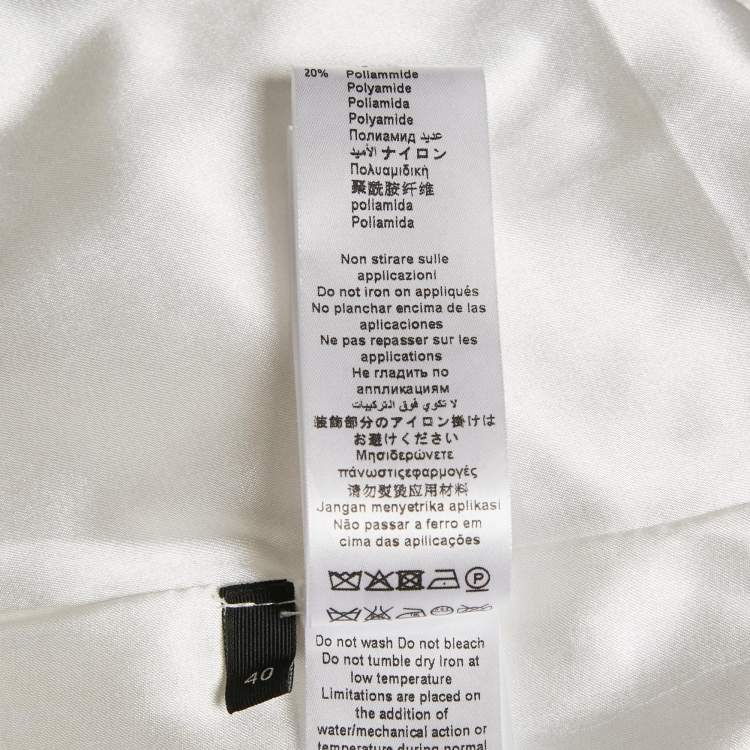 20% Poliammide
Polyamide
Poliamida
Polyamide
Полиамид عديد
الأميد ナイロン
Πολυαμιδική
聚酰胺纤维
poliamida
Poliamida
Non stirare sulle
applicazioni
Do not iron on appliqués
No planchar encima de las
aplicaciones
Ne pas repasser sur les
applications
Не гладить по
аппликациям
لا تكوي فوق التركيبات
装飾部分のアイロン掛けは
お避けください
Μησιδερώνετε
πάνωστιςεφαρμογές
请勿熨烫应用材料
Jangan menyetrika aplikasi
Não passar a ferro em
cima das aplicações
P
Do not wash Do not bleach
Do not tumble dry Iron at
low temperature
Limitations are placed on
the addition of
water/mechanical action or
temperature during normal
40